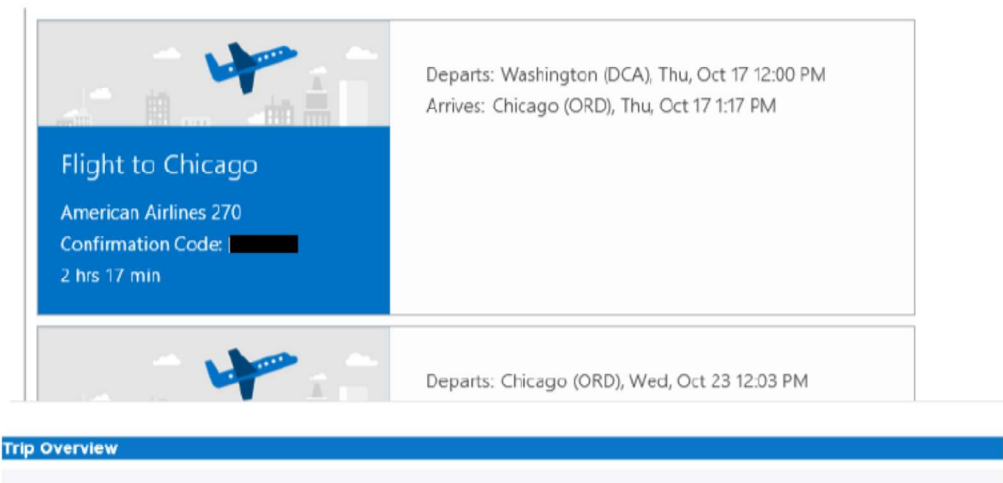 Departs: Washington (DCA), Thu, Oct 17 12:00 PM
Arrives: Chicago (ORD), Thu, Oct 17 1:17 PM
Flight to Chicago
American Airlines 270
Confirmation Code:
2 hrs 17 min
Departs: Chicago (ORD), Wed, Oct 23 12:03 PM
Trip Overview